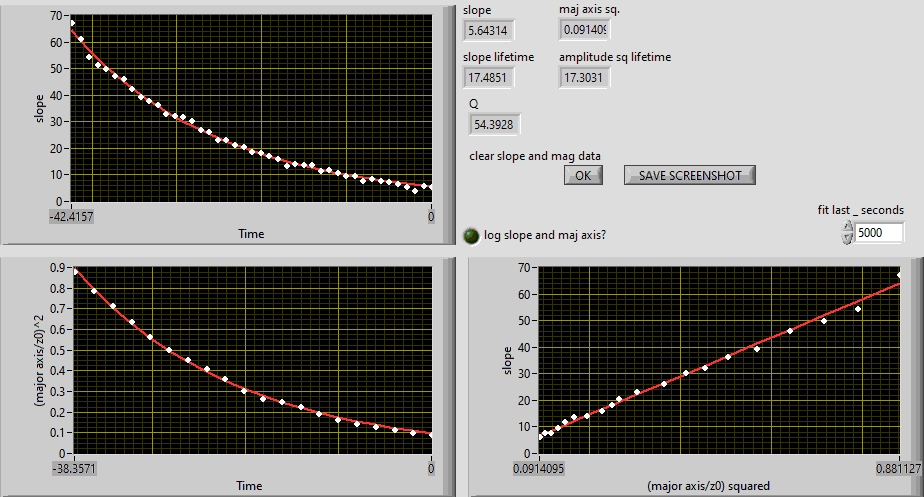 70
60
50
40
30
20
10
0
slope
-42.4157
0
Time
slope
maj axis sq.
5.64314
0.091409
slope lifetime
amplitude sq lifetime
17.4851
17.3031
Q
54.3928
clear slope and mag data
OK
SAVE SCREENSHOT
fit last _ seconds
5000
log slope and maj axis?
0.9
0.8
0.7
0.6
0.5
0.4
0.3
0.2
0.1
0
(major axis/z0)^2
-38.3571
0
Time
70
60
50
40
30
20
10
0
slope
0.0914095
0.881127
(major axis/z0) squared